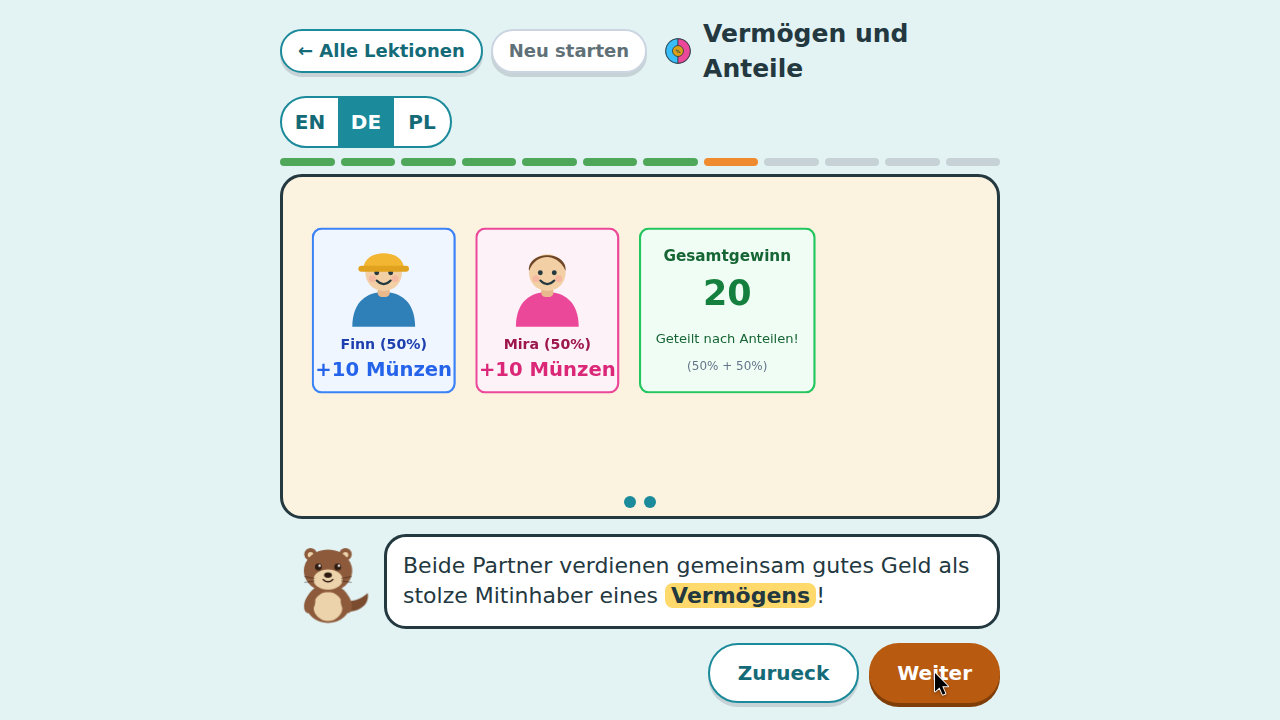 ← Alle Lektionen
Neu starten
Vermögen und
Anteile
EN DE PL
Finn (50%)
+10 Münzen
Mira (50%)
+10 Münzen
Gesamtgewinn
20
Geteilt nach Anteilen!
(50% + 50%)
Beide Partner verdienen gemeinsam gutes Geld als
stolze Mitinhaber eines Vermögens!
Zurueck
Weiter